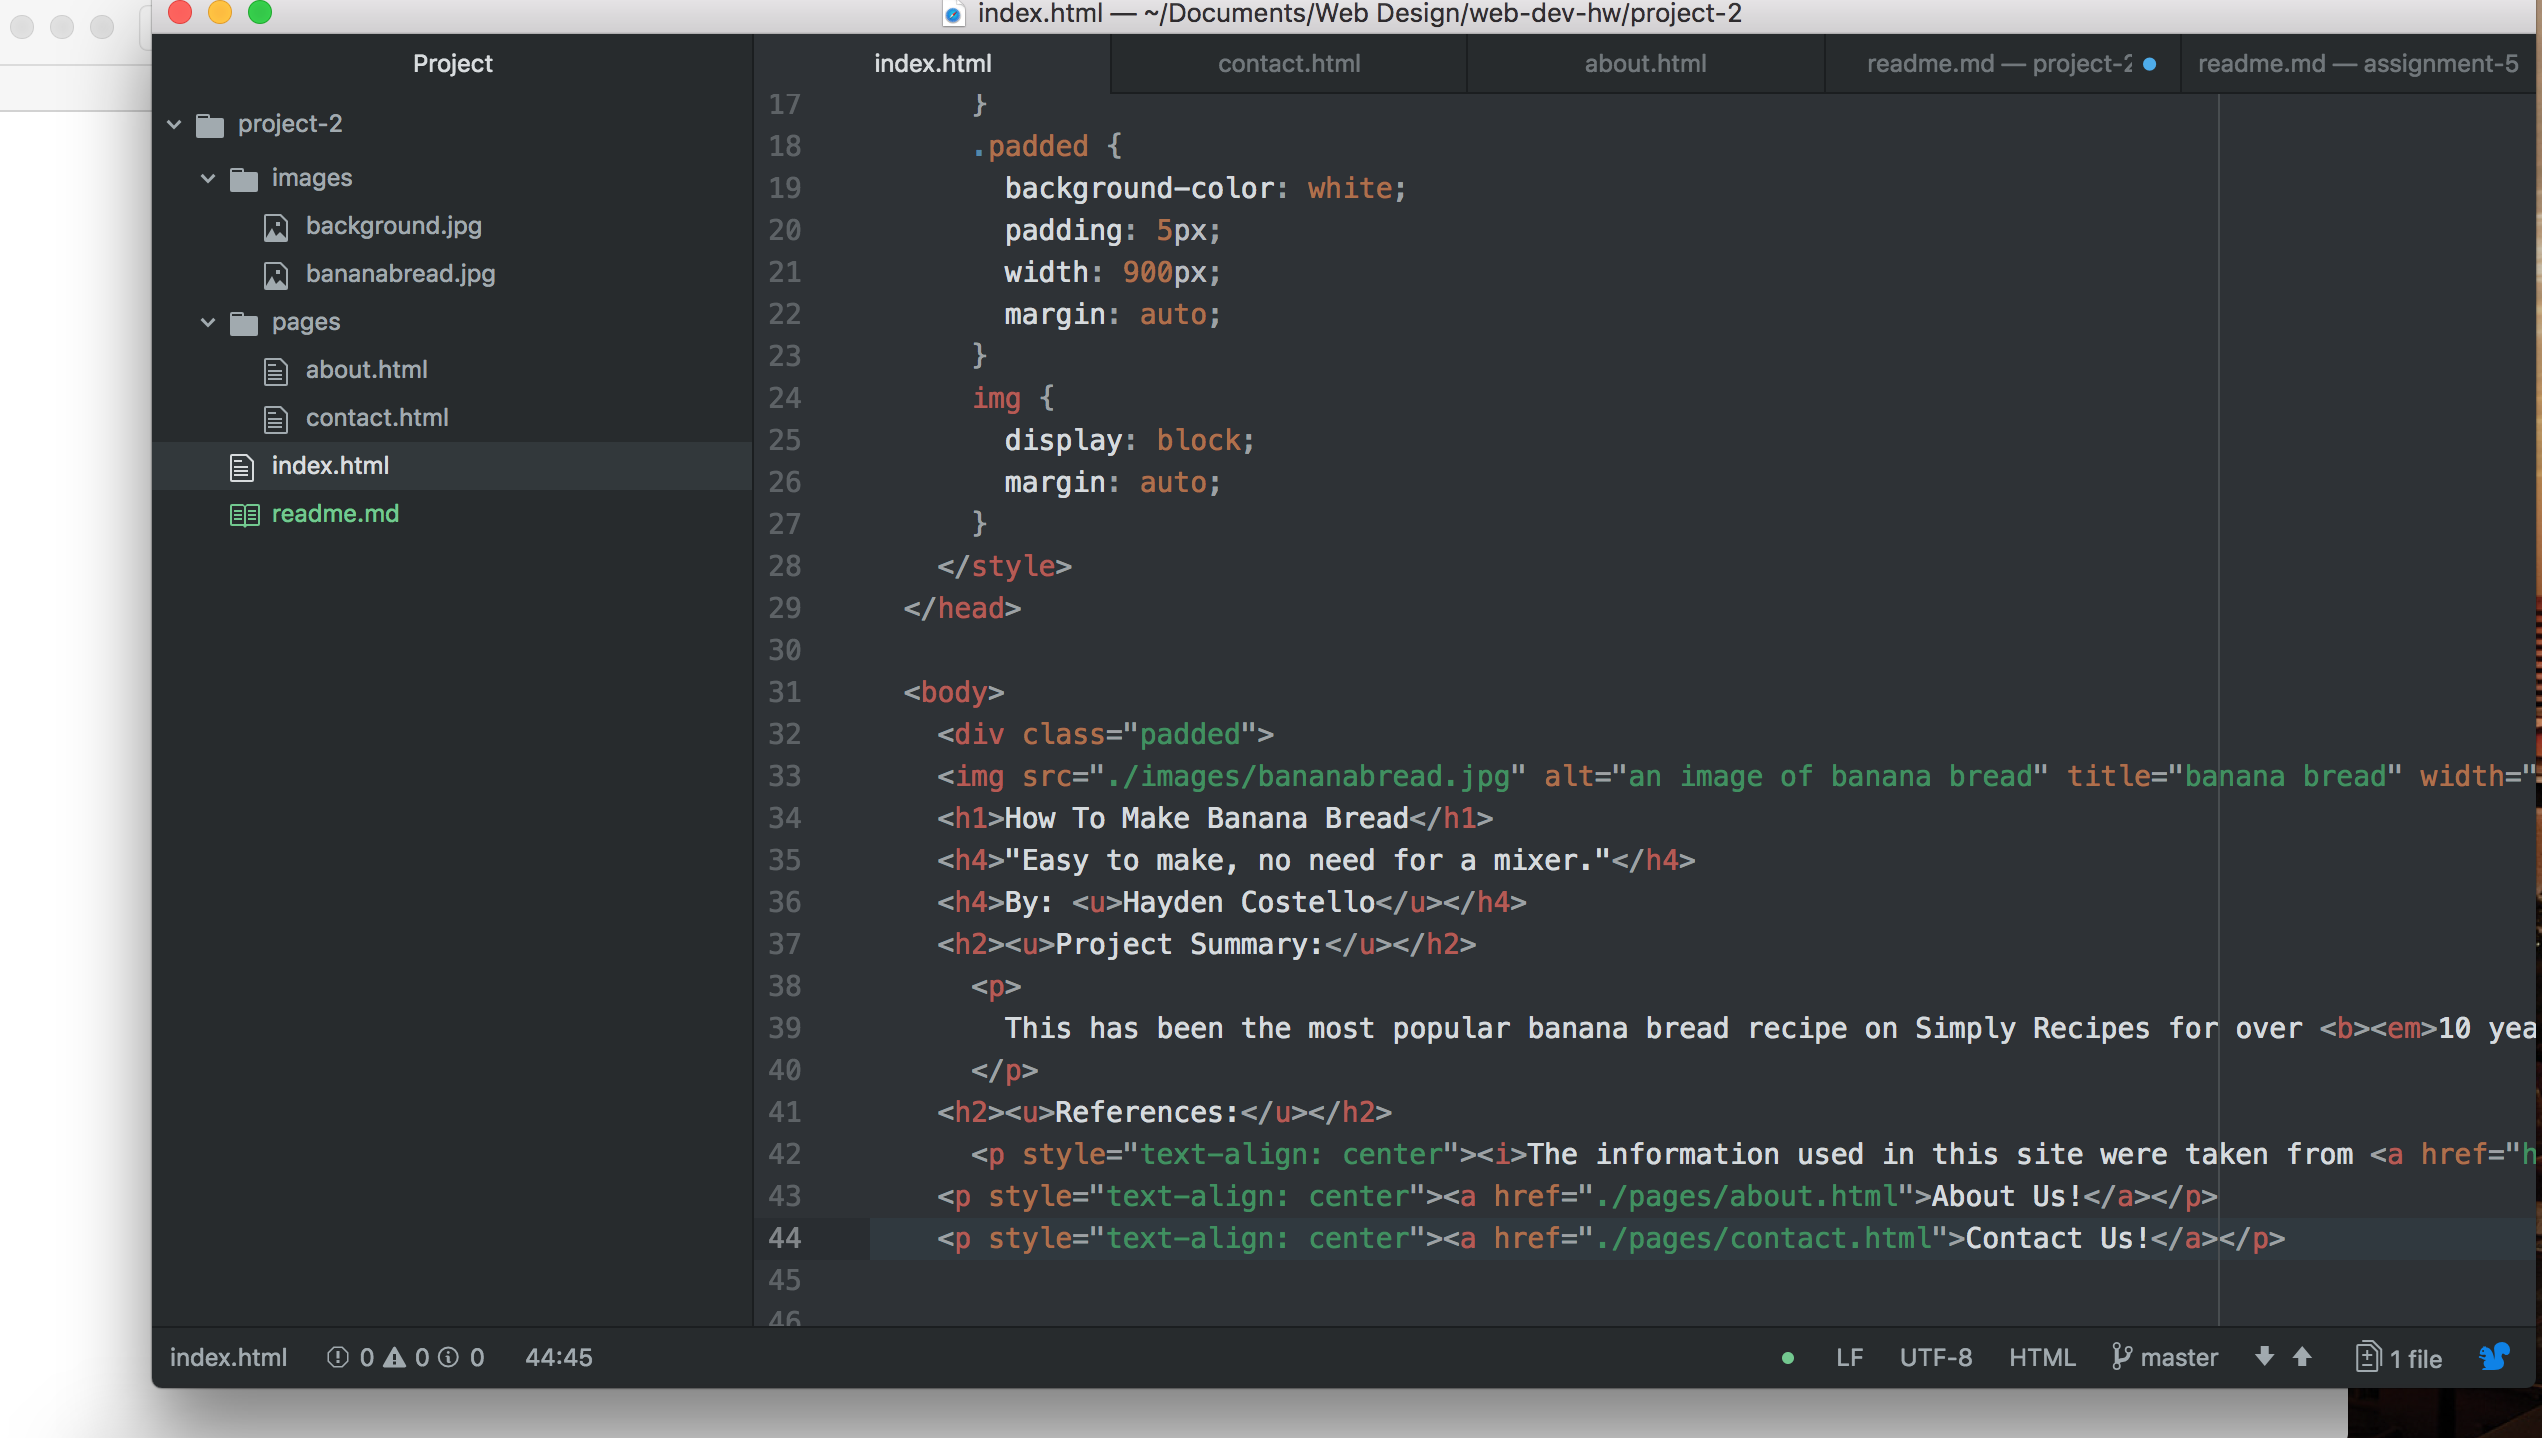 index.html — ~/Documents/Web Design/web-dev-hw/project-2
Project
project-2
images
background.jpg
bananabread.jpg
pages
about.html
contact.html
index.html
readme.md
index.html
contact.html
about.html
readme.md — project-2
readme.md — assignment-5
17 }
18 .padded {
19 background-color: white;
20 padding: 5px;
21 width: 900px;
22 margin: auto;
23 }
24 img {
25 display: block;
26 margin: auto;
27 }
28 </style>
29 </head>
30
31 <body>
32 <div class="padded">
33 <img src="./images/bananabread.jpg" alt="an image of banana bread" title="banana bread" width="
34 <h1>How To Make Banana Bread</h1>
35 <h4>"Easy to make, no need for a mixer."</h4>
36 <h4>By: <u>Hayden Costello</u></h4>
37 <h2><u>Project Summary:</u></h2>
38 <p>
39 This has been the most popular banana bread recipe on Simply Recipes for over <b><em>10 yea
40 </p>
41 <h2><u>References:</u></h2>
42 <p style="text-align: center"><i>The information used in this site were taken from <a href="h
43 <p style="text-align: center"><a href="./pages/about.html">About Us!</a></p>
44 <p style="text-align: center"><a href="./pages/contact.html">Contact Us!</a></p>
45
46
index.html 0 0 0 44:45
LF UTF-8 HTML master 1 file